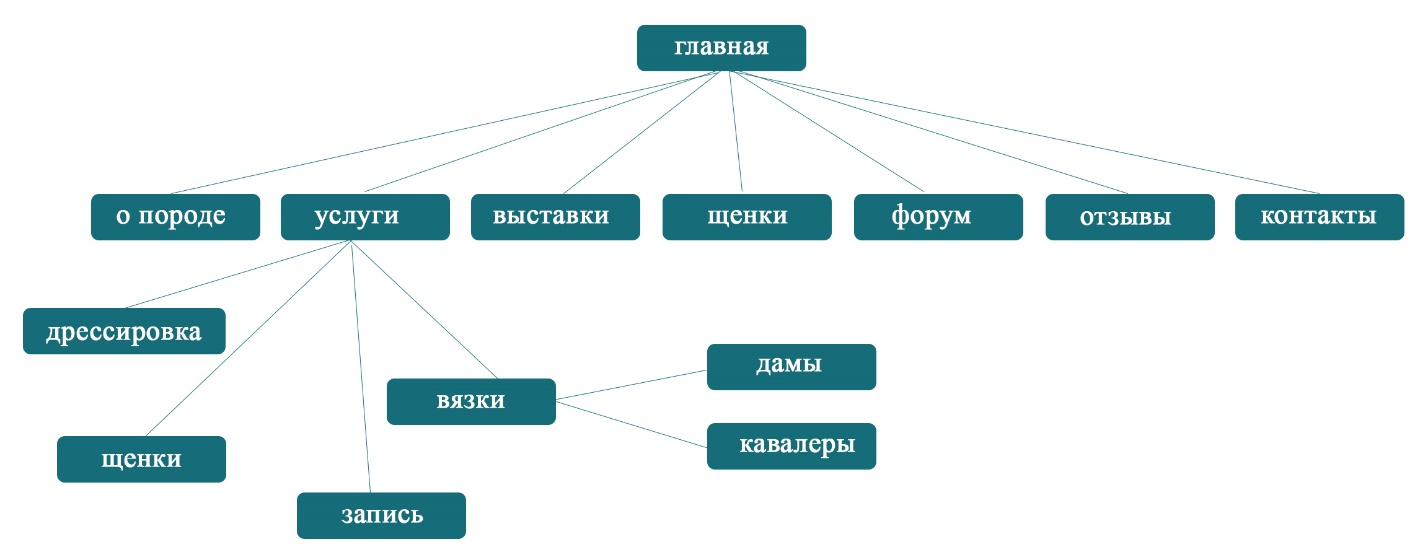 главная
о породе
услуги
выставки
щенки
форум
отзывы
контакты
дрессировка
вязки
дамы
кавалеры
щенки
запись